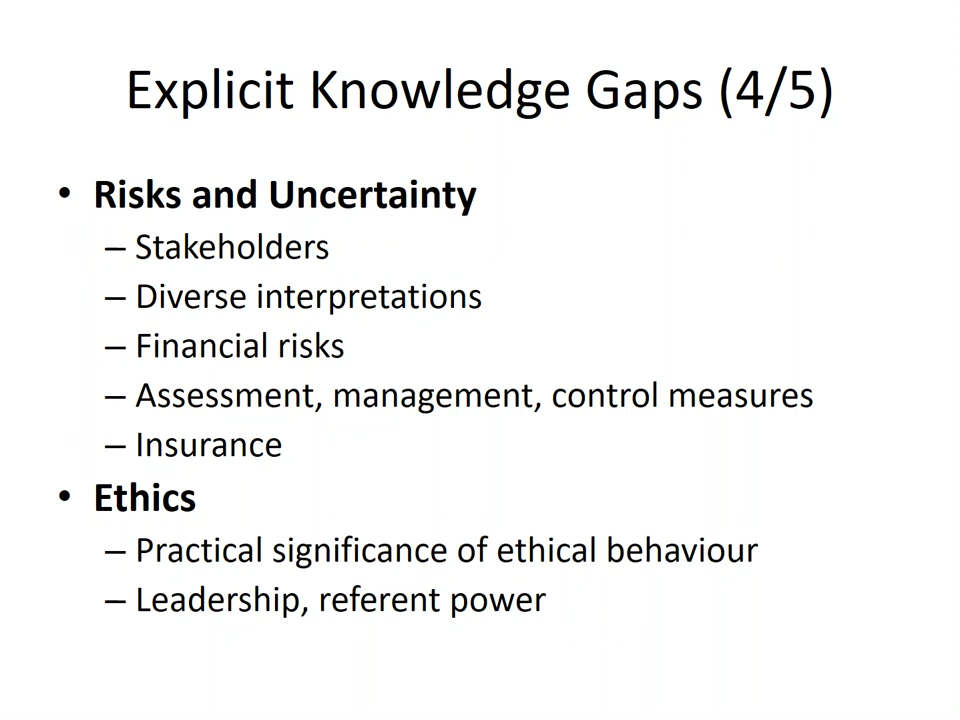 Explicit Knowledge Gaps (4/5)
• Risks and Uncertainty
– Stakeholders
– Diverse interpretations
– Financial risks
– Assessment, management, control measures
– Insurance
• Ethics
– Practical significance of ethical behaviour
– Leadership, referent power